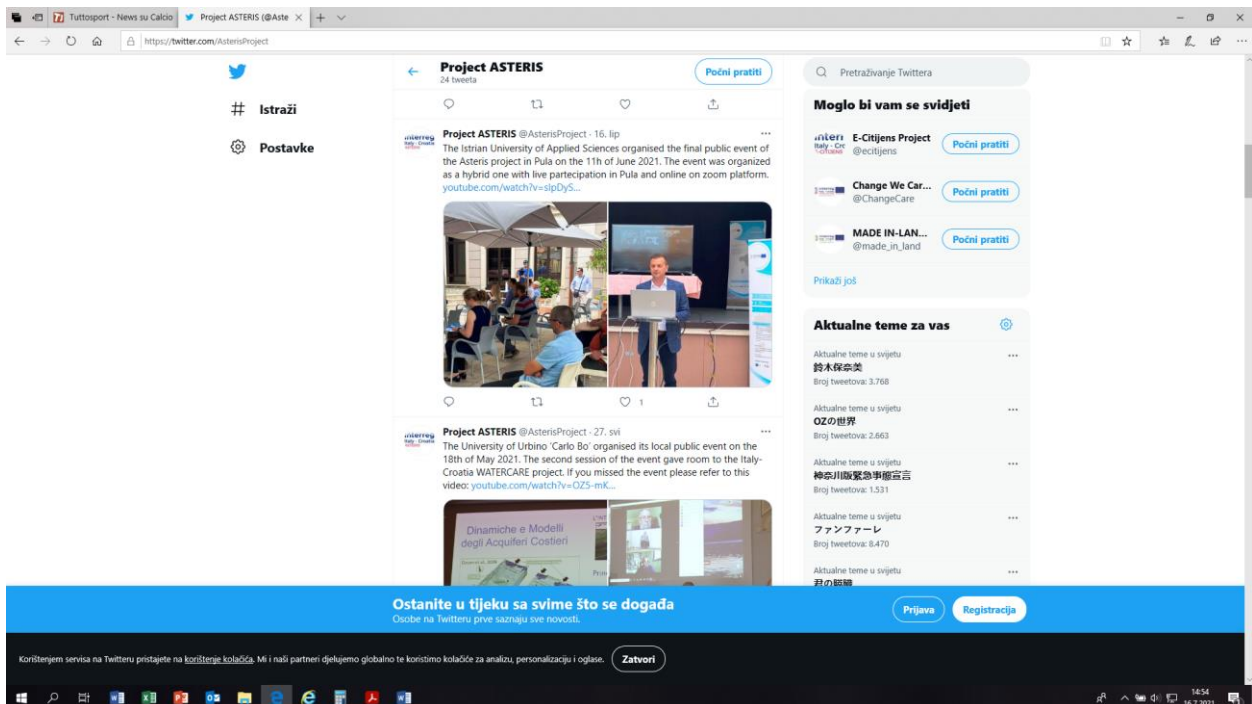 Tuttosport - News su Calcio
Project ASTERIS (@Aste
https://twitter.com/AsterisProject
Istraži
Postavke
Project ASTERIS
24 tweeta
Počni pratiti
Project ASTERIS @AsterisProject · 16. lip
The Istrian University of Applied Sciences organised the final public event of
the Asteris project in Pula on the 11h of June 2021. The event was organized
as a hybrid one with live partecipation in Pula and online on zoom platform.
youtube.com/watch?v=slpDyS...
1
Project ASTERIS @AsterisProject · 27. svi
The University of Urbino 'Carlo Bo' organised its local public event on the
18th of May 2021. The second session of the event gave room to the Italy-
Croatia WATERCARE project. If you missed the event please refer to this
video: youtube.com/watch?v=OZ5-mK...
Dinamiche e Modelli
degli Acquiferi Costieri
Pretraživanje Twittera
Moglo bi vam se svidjeti
E-Citijens Project
@ecitijens
Počni pratiti
Change We Car...
@ChangeCare
Počni pratiti
MADE IN-LAN...
@made_in_land
Počni pratiti
Prikaži još
Aktualne teme za vas
Aktualne teme u svijetu
鈴木保奈美
Broj tweetova: 3.768
Aktualne teme u svijetu
OZの世界
Broj tweetova: 2.663
Aktualne teme u svijetu
神奈川版緊急事態宣言
Broj tweetova: 1.531
Aktualne teme u svijetu
ファンファーレ
Broj tweetova: 8.470
Aktualne teme u svijetu
Ostanite u tijeku sa svime što se događa
Osobe na Twitteru prve saznaju sve novosti.
Prijava
Registracija
Korištenjem servisa na Twitteru pristajete na korištenje kolačića. Mi i naši partneri djelujemo globalno te koristimo kolačiće za analizu, personalizaciju i oglase.
Zatvori
14:54
16.7.2021.